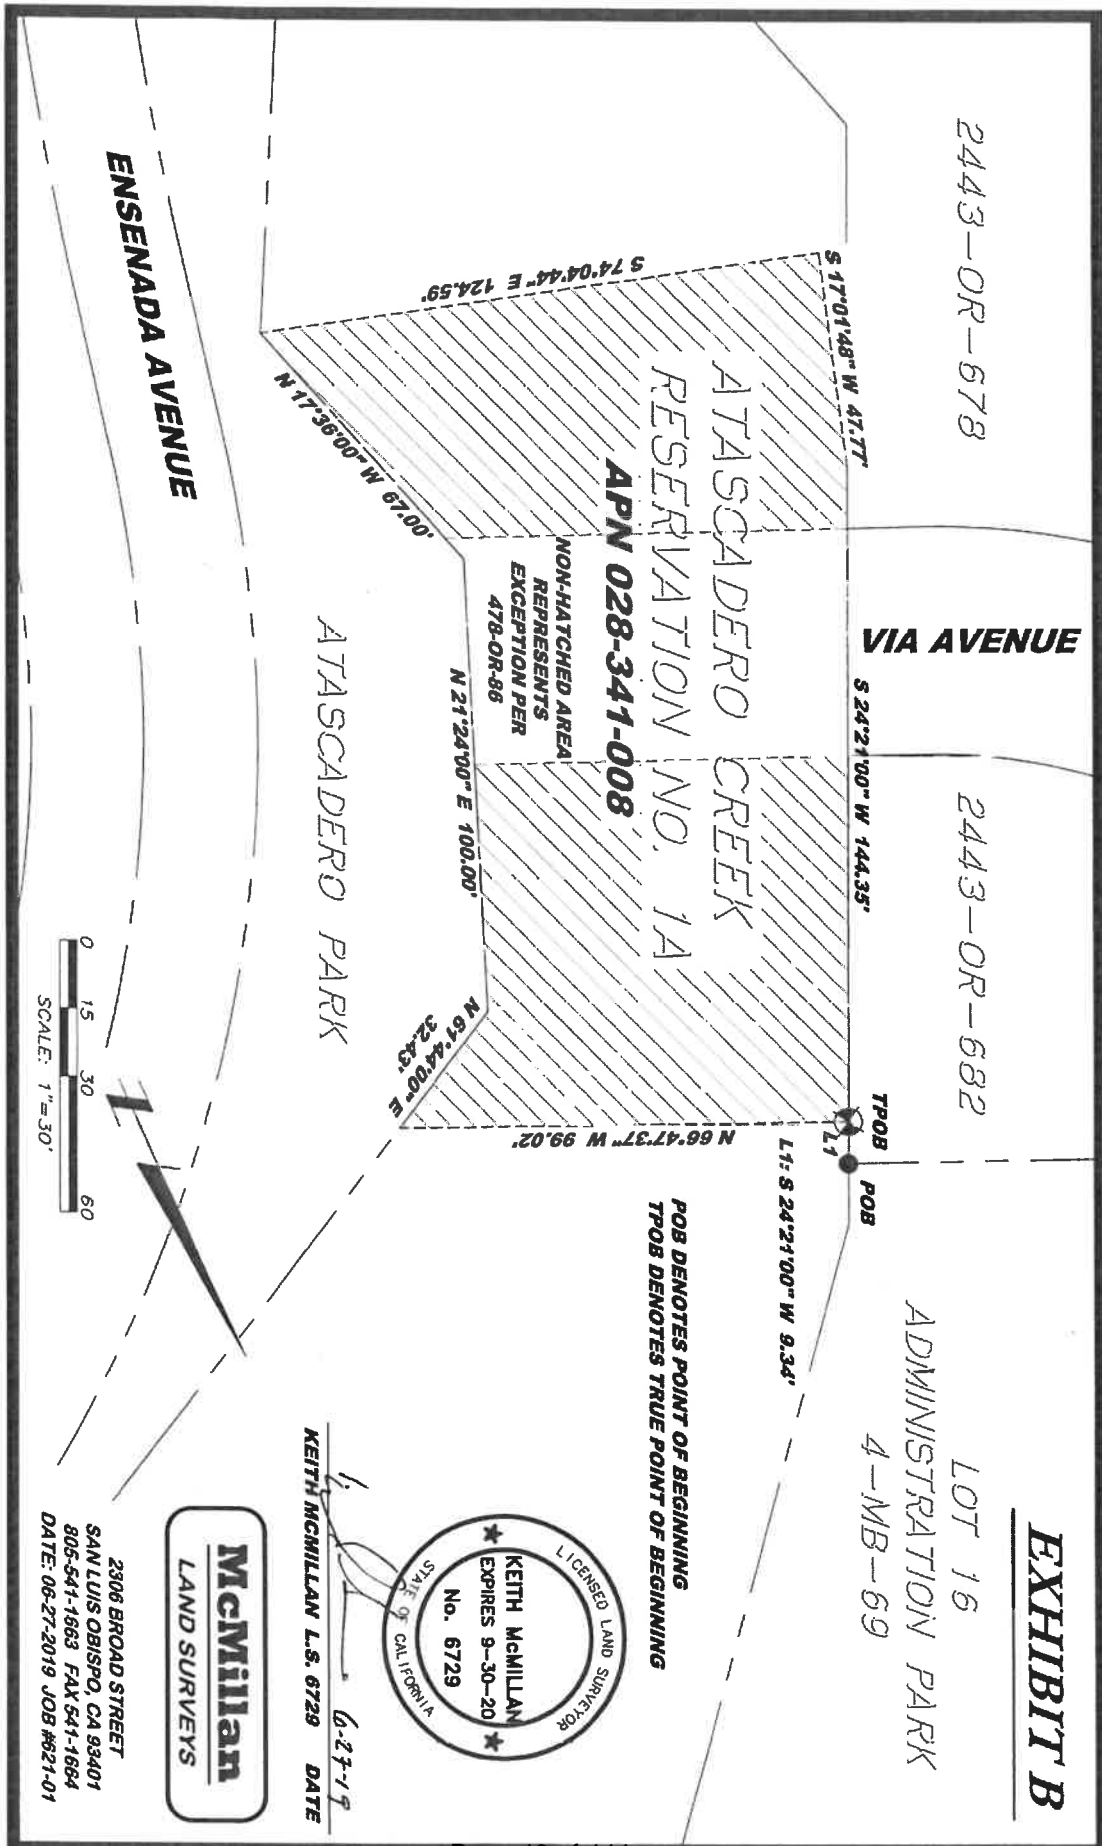 EXHIBIT B
2443-OR-678
2443-OR-682
LOT 16
ADMINISTRATION PARK
4-MB-69
VIA AVENUE
TPOB
POB
L1
S 17°01'48" W 47.77'
S 24°21'00" W 144.35'
L1: S 24°21'00" W 9.34'
ATASCADERO CREEK
RESERVATION NO. 1A
APN 028-341-008
S 74°04'44" E 124.59'
N 66°47'37" W 99.02'
POB DENOTES POINT OF BEGINNING
TPOB DENOTES TRUE POINT OF BEGINNING
NON-HATCHED AREA
REPRESENTS
EXCEPTION PER
478-OR-86
N 17°36'00" W 67.00'
N 21°24'00" E 100.00'
N 61°44'00" E
32.43'
ATASCADERO PARK
ENSENADA AVENUE
LICENSED LAND SURVEYOR
KEITH McMILLAN
EXPIRES 9-30-20
No. 6729
STATE OF CALIFORNIA
6-27-19
KEITH MCMILLAN L.S. 6729 DATE
McMillan
LAND SURVEYS
2306 BROAD STREET
SAN LUIS OBISPO, CA 93401
805-541-1663 FAX 541-1664
DATE: 06-27-2019 JOB #621-01
0 15 30 60
SCALE: 1"=30'